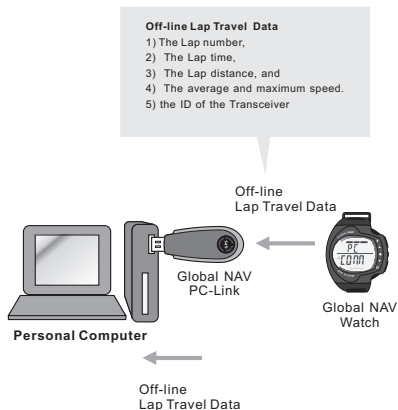 Off-line Lap Travel Data
1) The Lap number,
2) The Lap time,
3) The Lap distance, and
4) The average and maximum speed.
5) the ID of the Transceiver
Off-line
Lap Travel Data
PC
CONN
Global NAV
PC-Link
Global NAV
Watch
Personal Computer
Off-line
Lap Travel Data